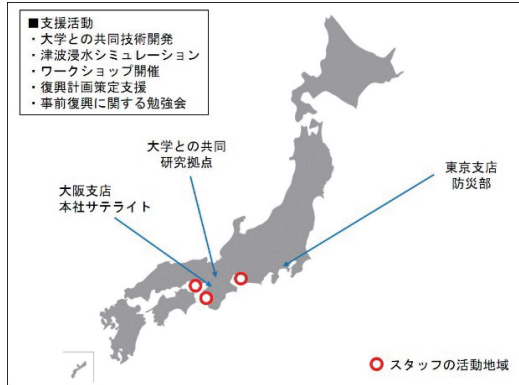 ■支援活動
・大学との共同技術開発
・津波浸水シミュレーション
・ワークショップ開催
・復興計画策定支援
・事前復興に関する勉強会
大学との共同
研究拠点
東京支店
防災部
大阪支店
本社サテライト
スタッフの活動地域